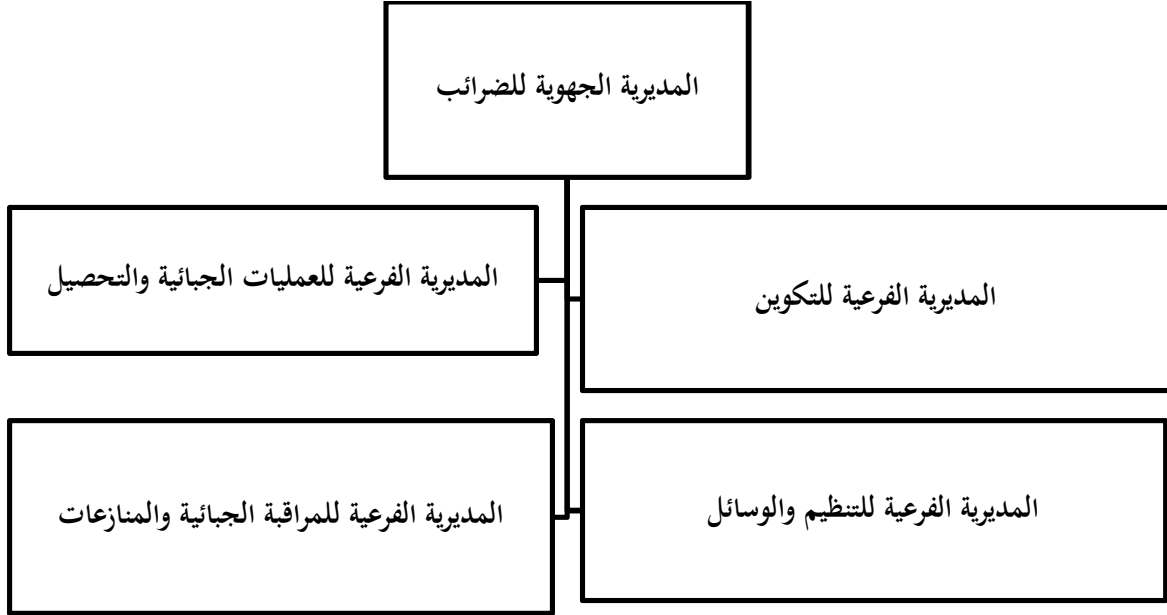 المديرية الجهوية للضرائب
المديرية الفرعية للتكوين
المديرية الفرعية للعمليات الجبائية والتحصيل
المديرية الفرعية للتنظيم والوسائل
المديرية الفرعية للمراقبة الجبائية والمنازعات